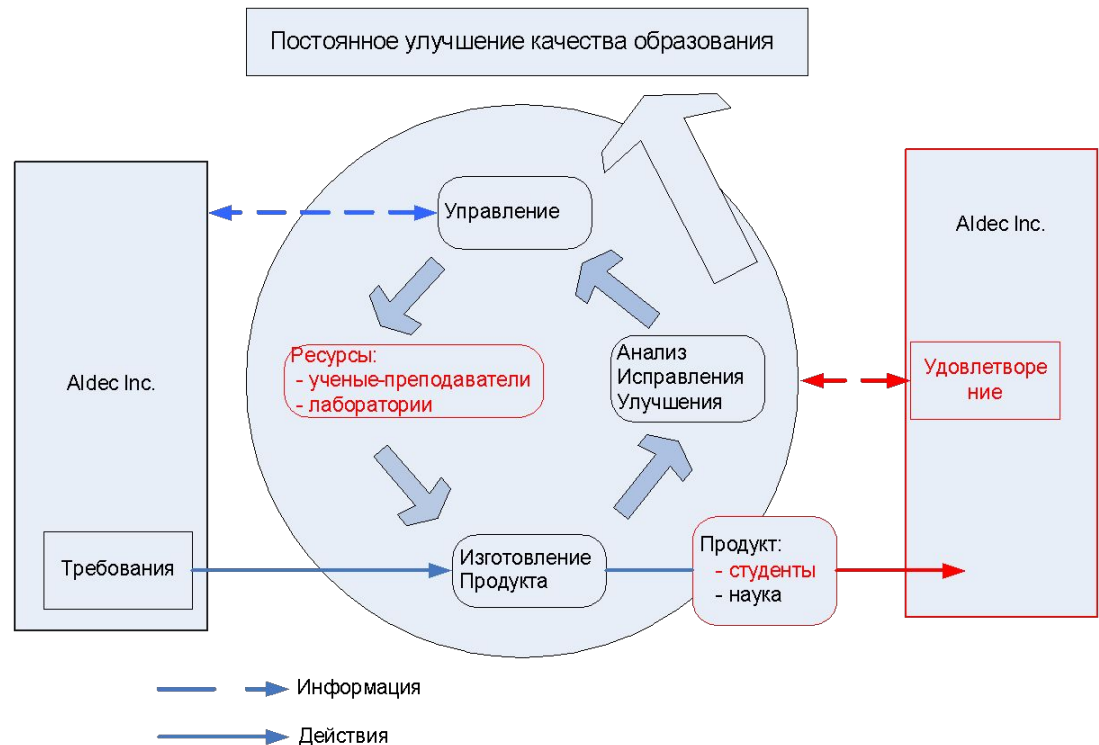 Постоянное улучшение качества образования
Управление
Aldec Inc.
Aldec Inc.
Ресурсы:
- ученые-преподаватели
- лаборатории
Анализ
Исправления
Улучшения
Удовлетворе
ние
Требования
Изготовление
Продукта
Продукт:
- студенты
- наука
Информация
Действия